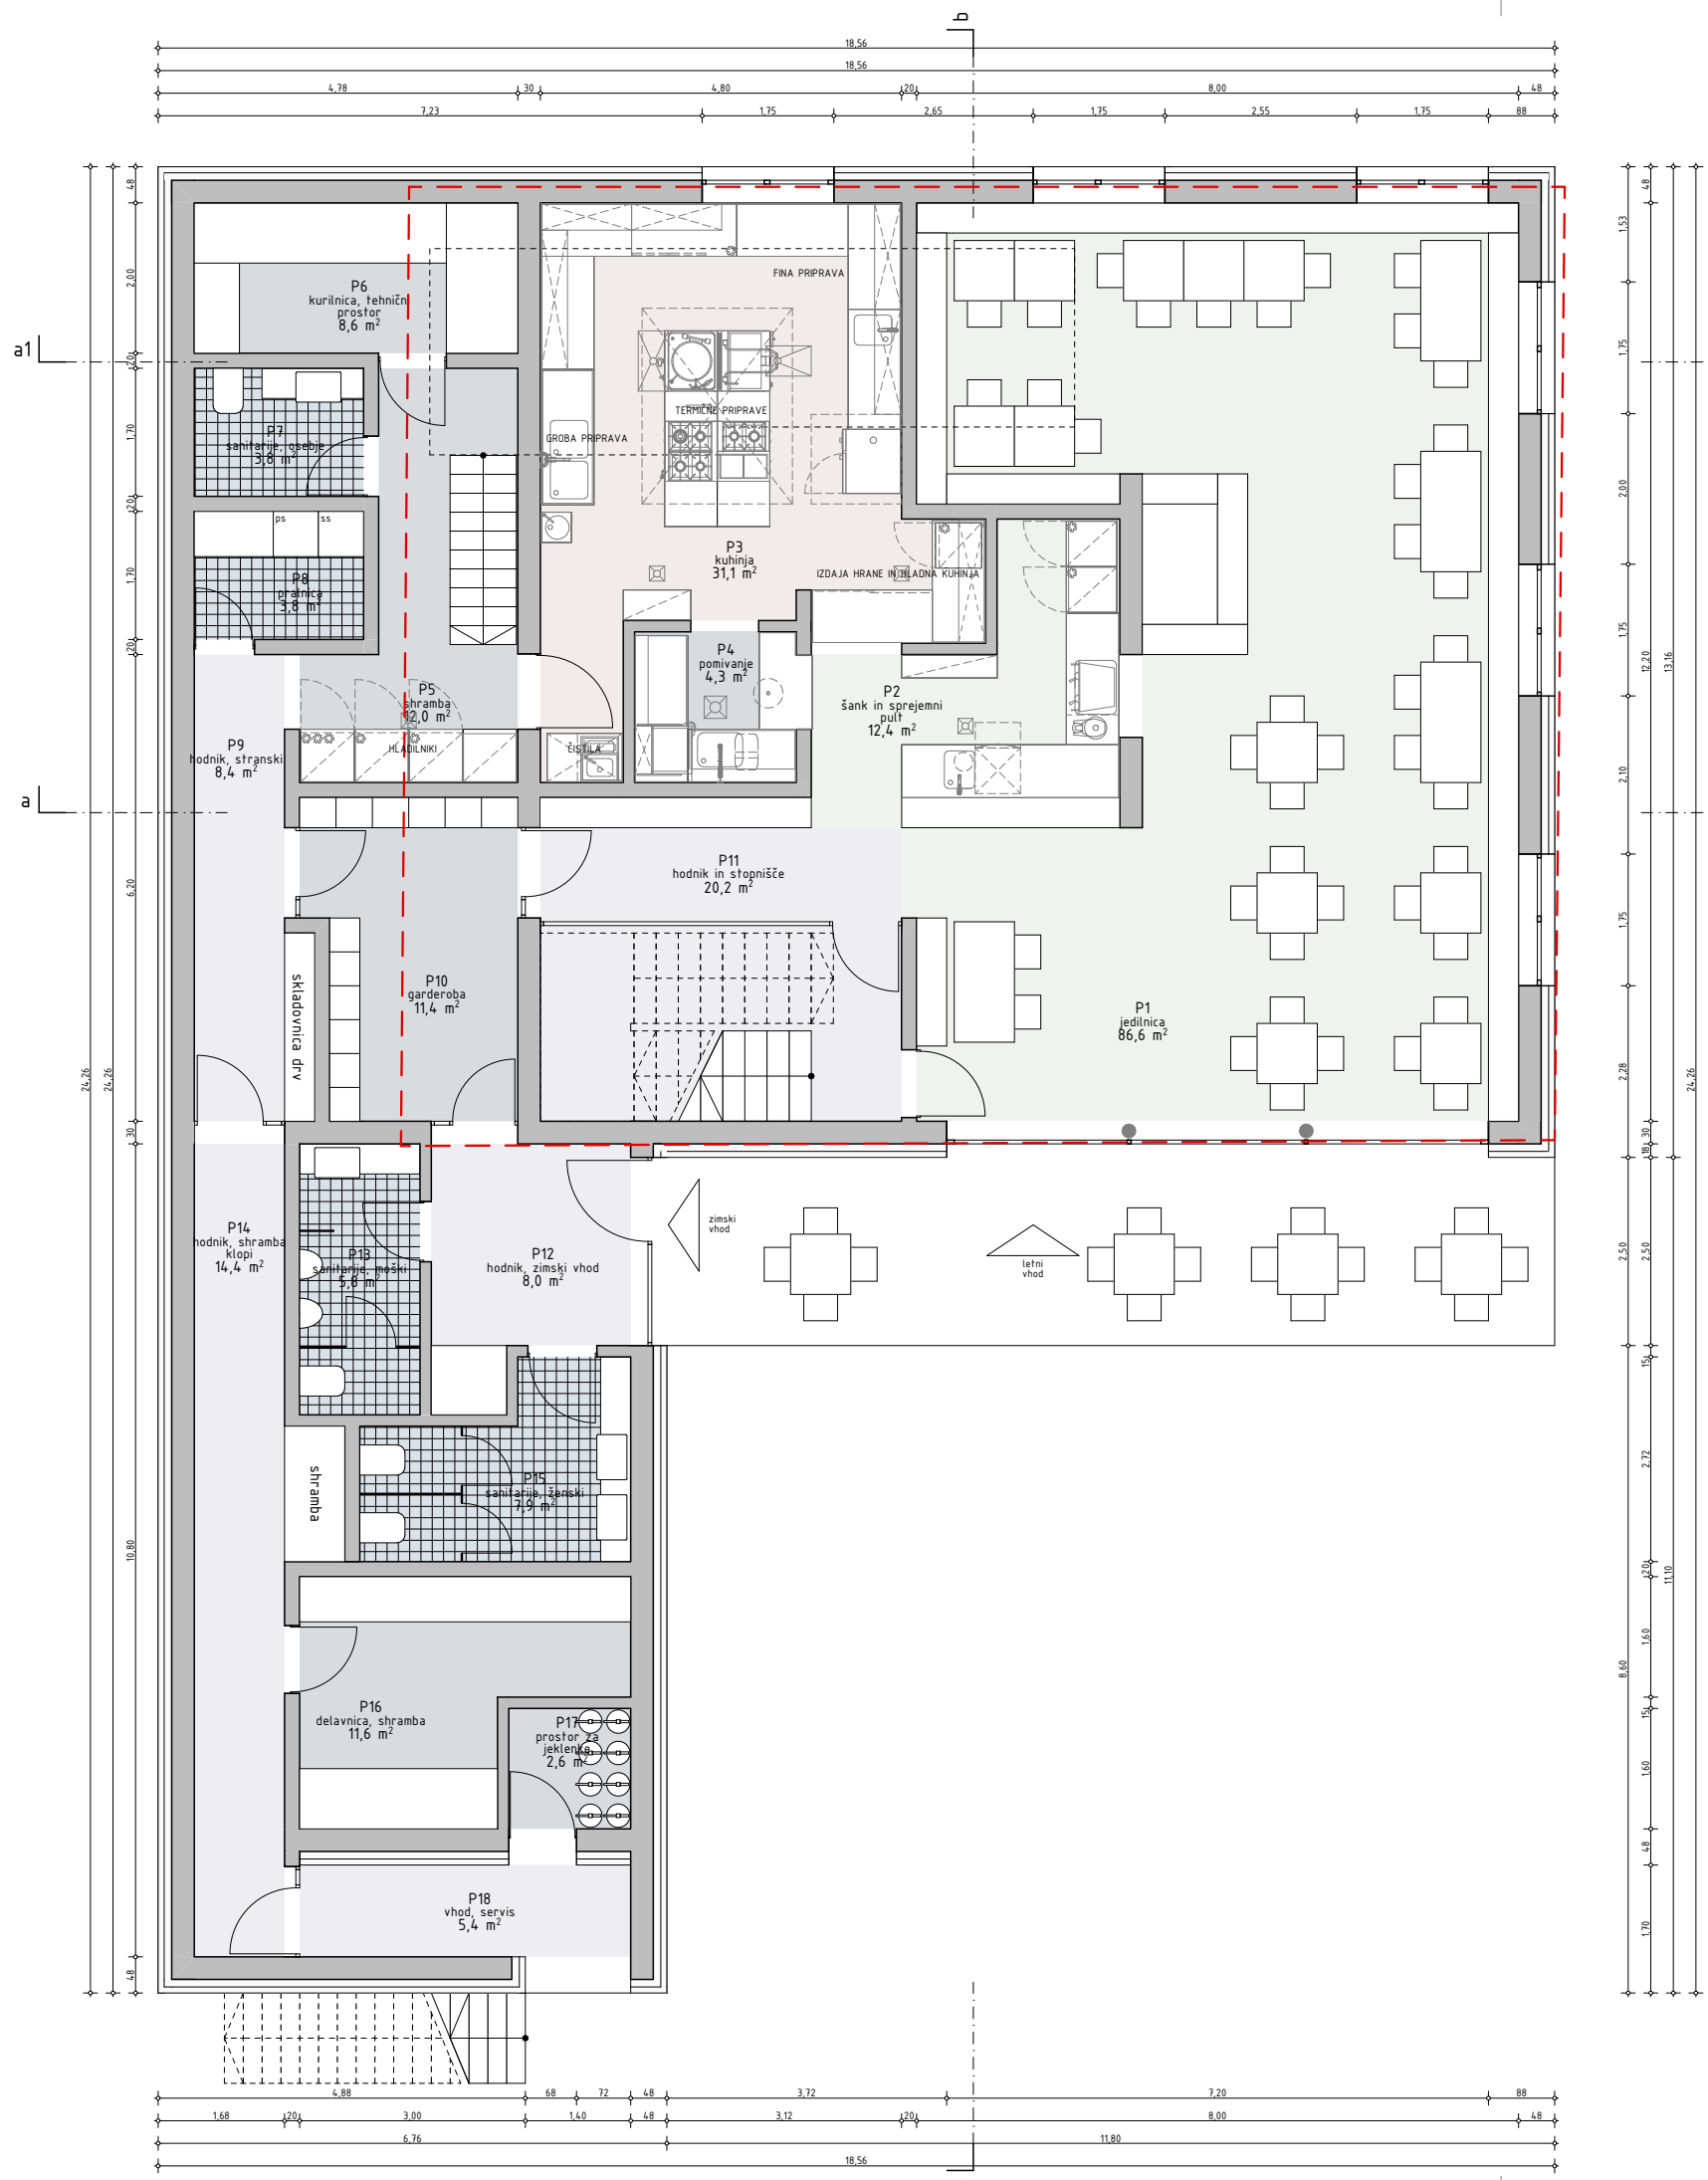 b
18,56
18,56
4,78 30 4,80 20 8,00 48
7,23 1,75 2,65 1,75 2,55 1,75 88
a1
a
P6
kurilnica, tehničn
prostor
8,6 m²
P7
sanitarije, osebje
3,8 m²
ps
ss
P8
pralnica
3,8 m²
P5
shramba
12,0 m²
HLADILNIKI
FINA PRIPRAVA
TERMIČNE PRIPRAVE
GROBA PRIPRAVA
P3
kuhinja
31,1 m²
IZDAJA HRANE IN HLADNA KUHINJA
P4
pomivanje
4,3 m²
ČISTILA
P2
šank in sprejemni
pult
12,4 m²
P9
hodnik, stranski
8,4 m²
P11
hodnik in stopnišče
20,2 m²
P10
garderoba
11,4 m²
skladovnica drv
P1
jedilnica
86,6 m²
P14
hodnik, shramba
klopi
14,4 m²
P13
sanitarije, moški
5,8 m²
P12
hodnik, zimski vhod
8,0 m²
zimski
vhod
letni
vhod
shramba
P15
sanitarije, ženski
7,9 m²
P16
delavnica, shramba
11,6 m²
P17
prostor za
jeklenke
2,6 m²
P18
vhod, servis
5,4 m²
24,26
24,26
48
2,00
20
1,70
20
1,70
20
6,20
30
10,80
48
1,53
1,75
2,00
1,75
2,10
1,75
2,28
2,50
8,60
48
12,20
30
18
2,50
15
2,72
20
1,60
15
1,60
48
1,70
13,16
11,10
24,26
4,88 68 72 48 3,72 7,20 88
1,68 20 3,00 1,40 48 3,12 20 8,00 48
6,76 11,80
18,56